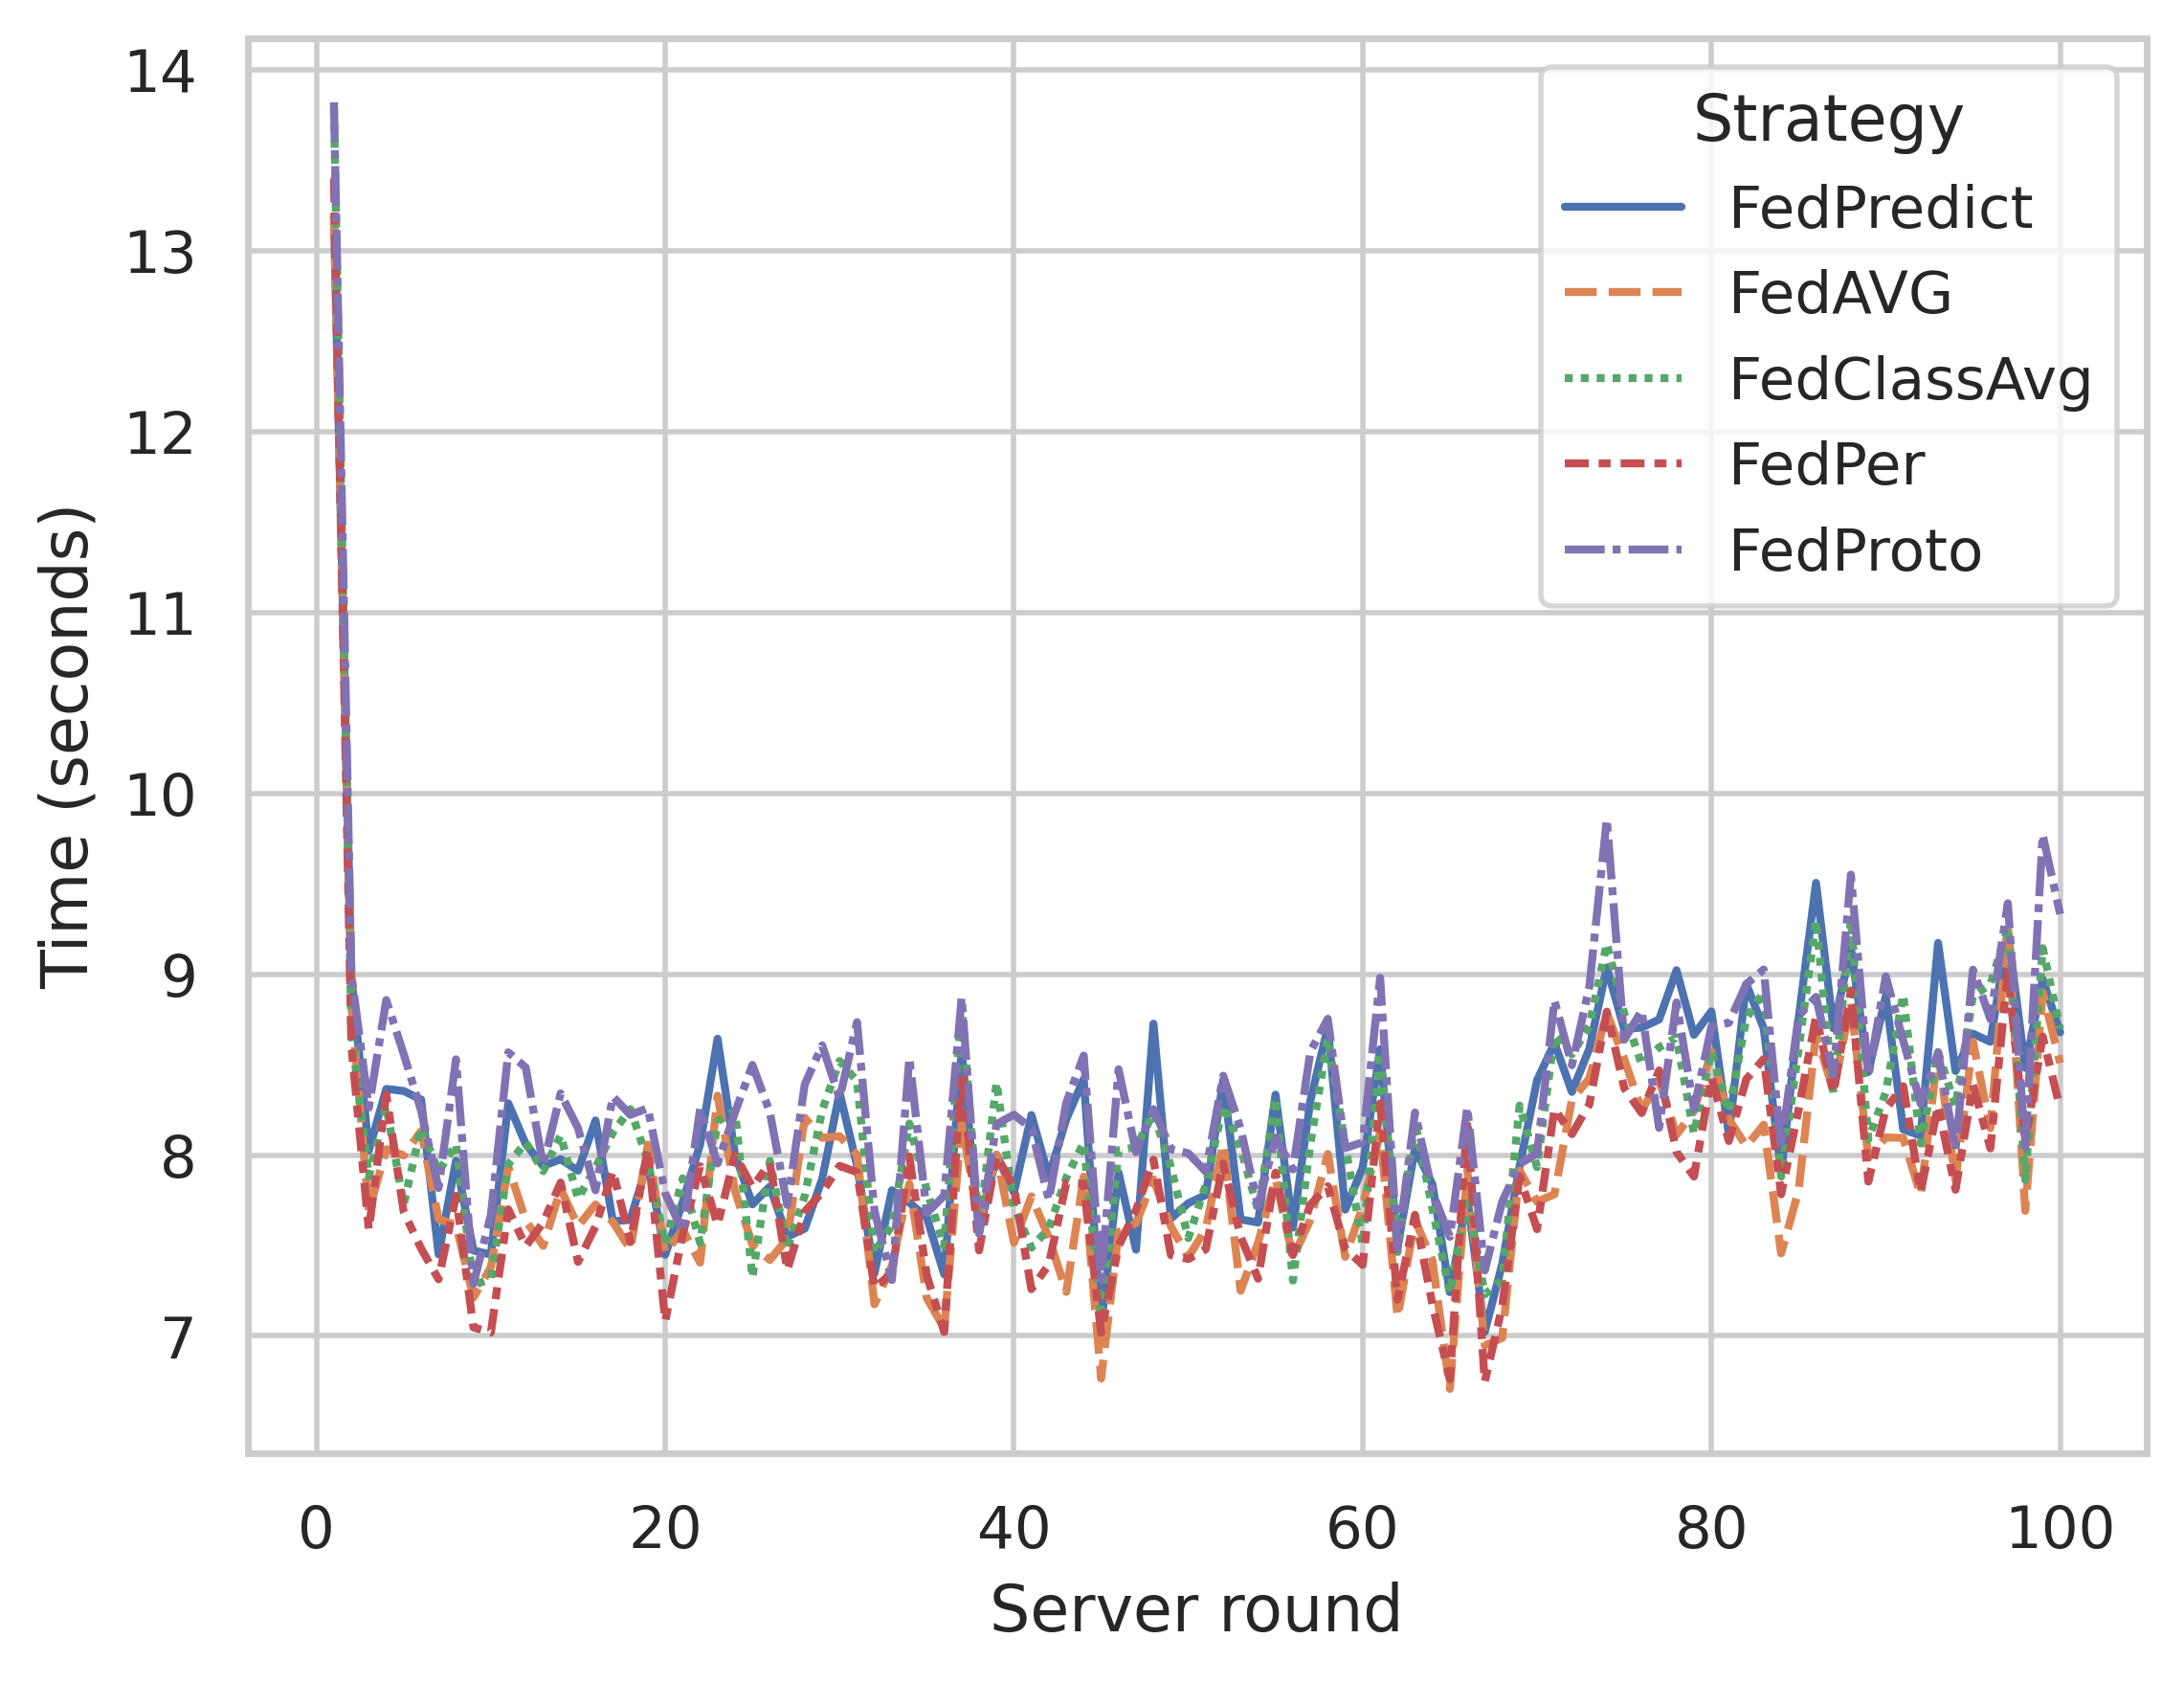 14
13
12
11
10
9
8
7
Time (seconds)
0 20 40 60 80 100
Server round
Strategy
FedPredict
FedAVG
FedClassAvg
FedPer
FedProto